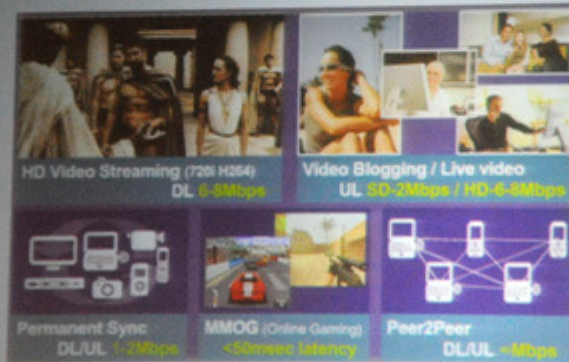 HD Video Streaming (720i H264)
DL 6-8Mbps
Video Blogging / Live video
UL SD-2Mbps / HD-6-8Mbps
Permanent Sync
DL/UL 1-2Mbps
MMOG (Online Gaming)
<50msec latency
Peer2Peer
DL/UL <Mbps